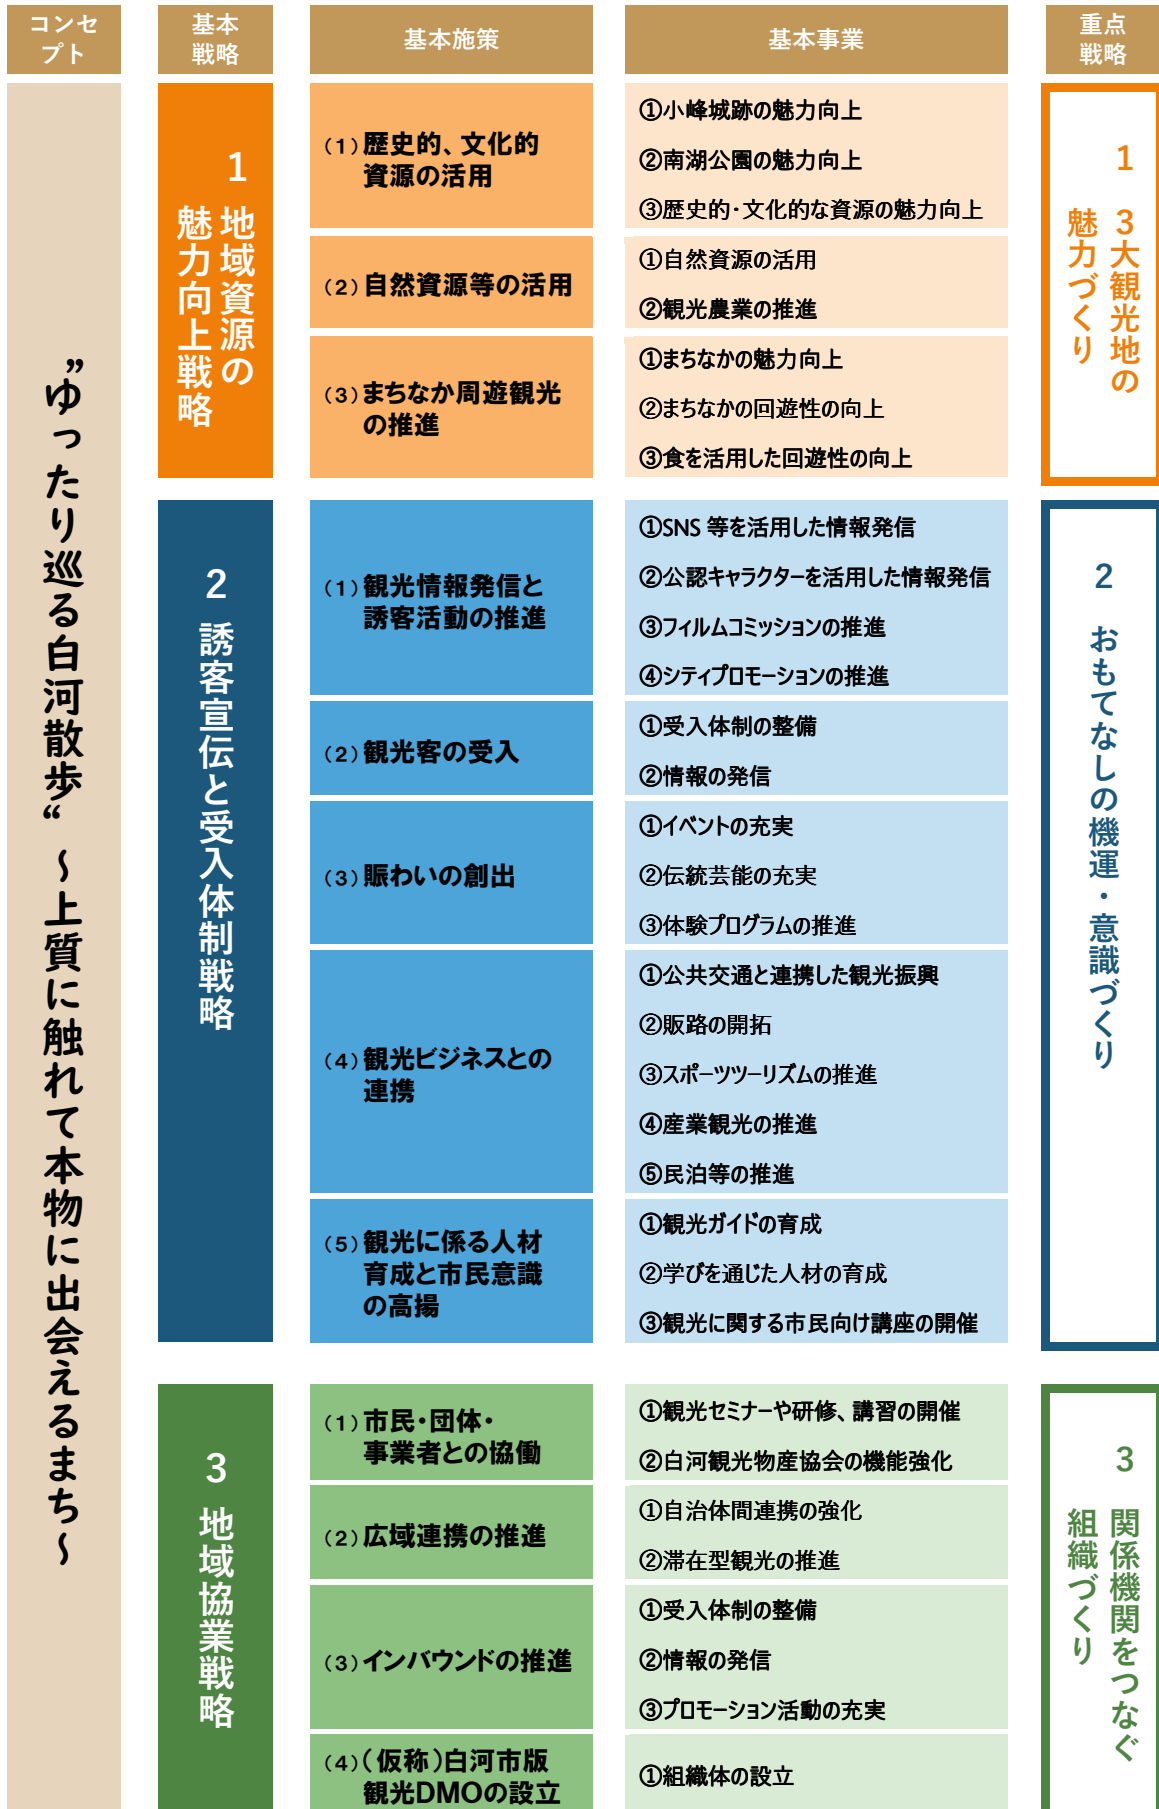 コンセ
プト
基本
戦略
基本施策
基本事業
重点
戦略
”ゆったり巡る白河散歩“ ～上質に触れて本物に出会えるまち～
1 地域資源の
魅力向上戦略
（1）歴史的、文化的
資源の活用
①小峰城跡の魅力向上
②南湖公園の魅力向上
③歴史的・文化的な資源の魅力向上
（2）自然資源等の活用
①自然資源の活用
②観光農業の推進
（3）まちなか周遊観光
の推進
①まちなかの魅力向上
②まちなかの回遊性の向上
③食を活用した回遊性の向上
1 3大観光地の
魅力づくり
2 誘客宣伝と受入体制戦略
（1）観光情報発信と
誘客活動の推進
①SNS 等を活用した情報発信
②公認キャラクターを活用した情報発信
③フィルムコミッションの推進
④シティプロモーションの推進
（2）観光客の受入
①受入体制の整備
②情報の発信
（3）賑わいの創出
①イベントの充実
②伝統芸能の充実
③体験プログラムの推進
（4）観光ビジネスとの
連携
①公共交通と連携した観光振興
②販路の開拓
③スポーツツーリズムの推進
④産業観光の推進
⑤民泊等の推進
（5）観光に係る人材
育成と市民意識
の高揚
①観光ガイドの育成
②学びを通じた人材の育成
③観光に関する市民向け講座の開催
2 おもてなしの機運・意識づくり
3 地域協業戦略
（1）市民・団体・
事業者との協働
①観光セミナーや研修、講習の開催
②白河観光物産協会の機能強化
（2）広域連携の推進
①自治体間連携の強化
②滞在型観光の推進
（3）インバウンドの推進
①受入体制の整備
②情報の発信
③プロモーション活動の充実
（4）（仮称）白河市版
観光DMOの設立
①組織体の設立
3 関係機関をつなぐ
組織づくり